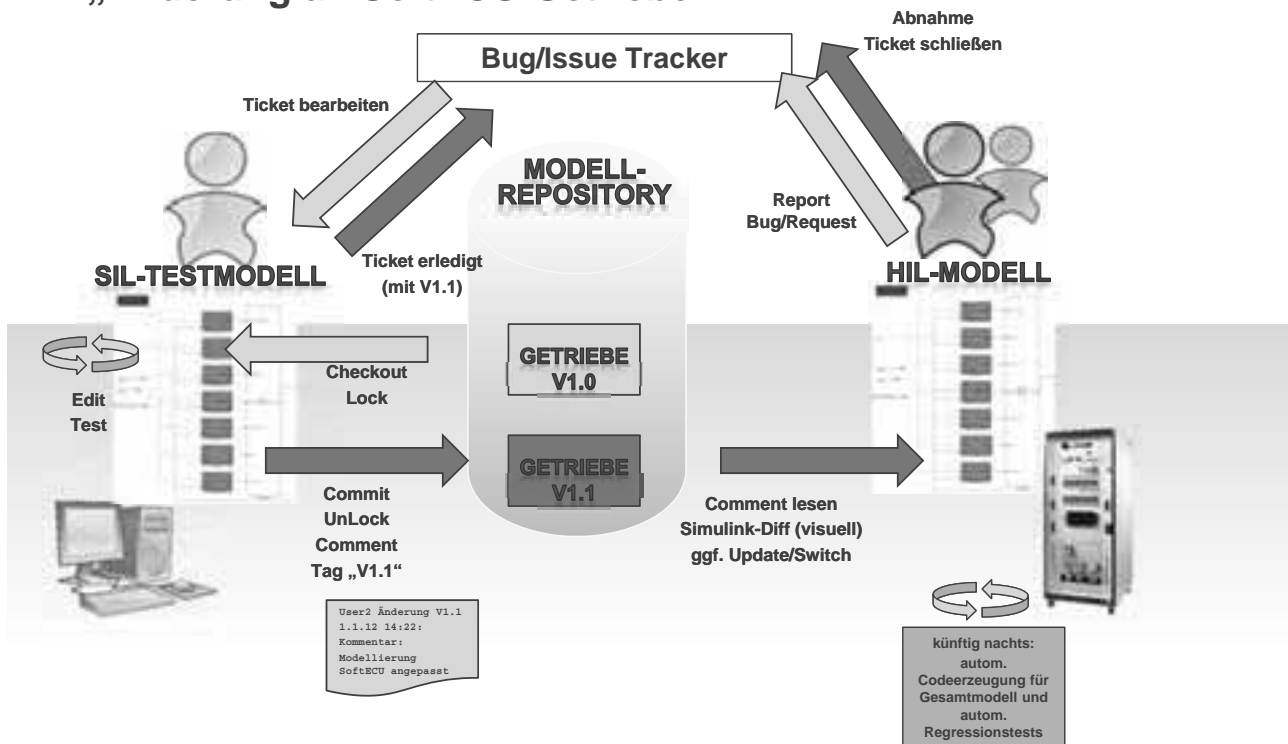 Abnahme
Ticket schließen
Bug/Issue Tracker
Ticket bearbeiten
MODELL-
REPOSITORY
Report
Bug/Request
Ticket erledigt
(mit V1.1)
SIL-TESTMODELL
HIL-MODELL
GETRIEBE
V1.0
Checkout
Lock
Edit
Test
GETRIEBE
V1.1
Commit
UnLock
Comment
Tag „V1.1“
Comment lesen
Simulink-Diff (visuell)
ggf. Update/Switch
User2 Änderung V1.1
1.1.12 14:22:
Kommentar:
Modellierung
SoftECU angepasst
künftig nachts:
autom.
Codeerzeugung für
Gesamtmodell und
autom.
Regressionstests